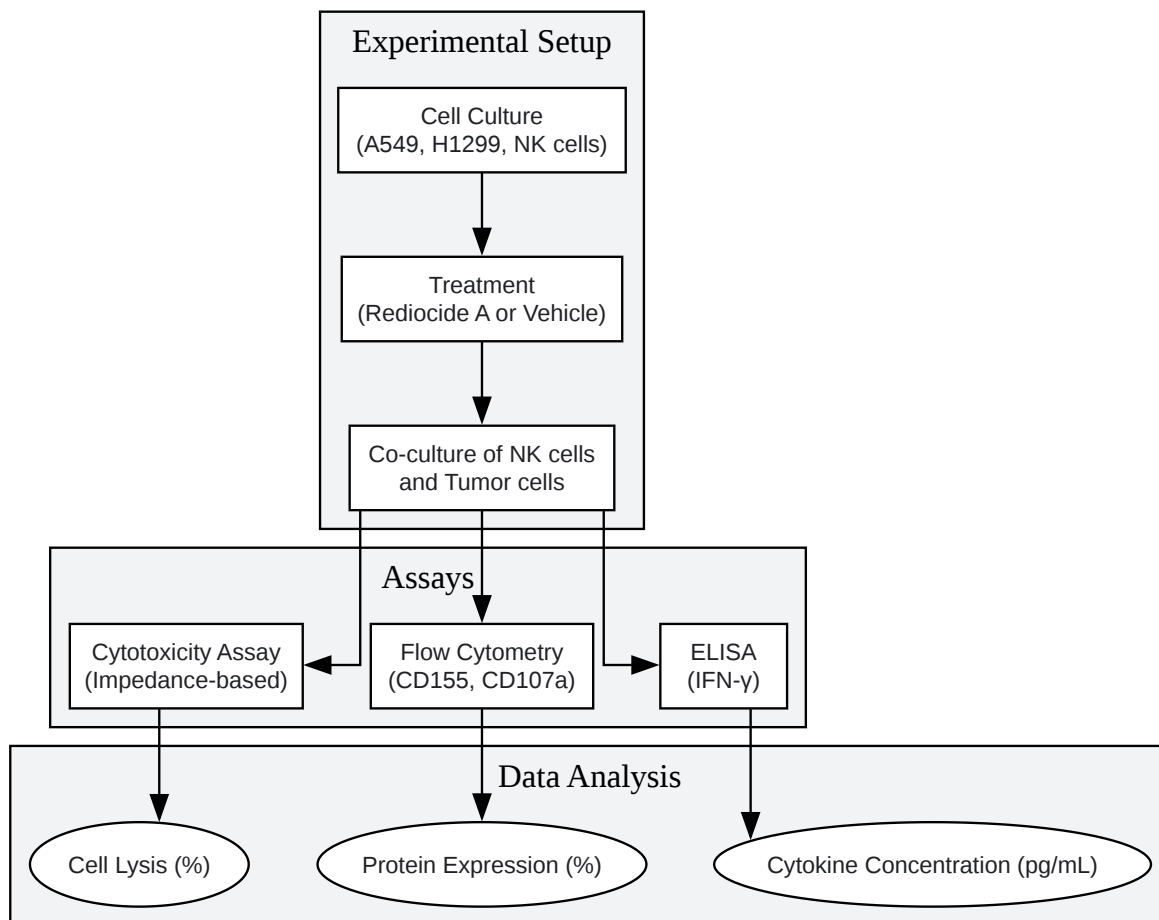 Experimental Setup
Cell Culture
(A549, H1299, NK cells)
Treatment
(Rediocide A or Vehicle)
Co-culture of NK cells
and Tumor cells
Assays
Cytotoxicity Assay
(Impedance-based)
Flow Cytometry
(CD155, CD107a)
ELISA
(IFN-γ)
Data Analysis
Cell Lysis (%)
Protein Expression (%)
Cytokine Concentration (pg/mL)